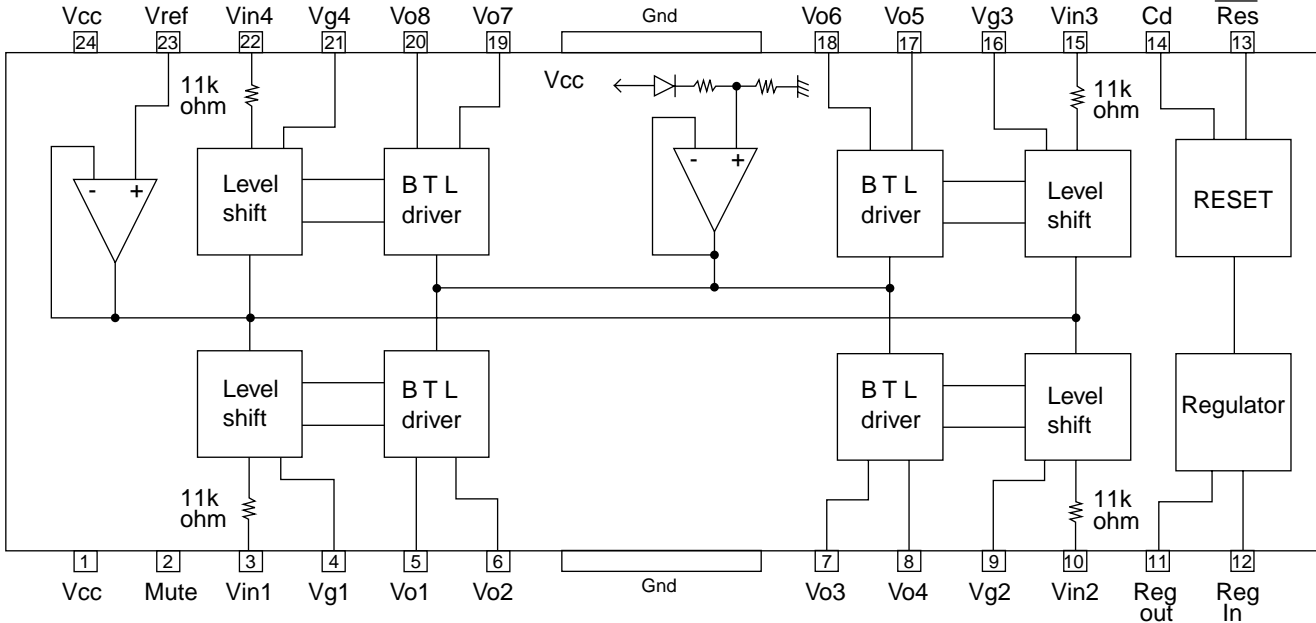 Vcc Vref Vin4 Vg4 Vo8 Vo7 Gnd Vo6 Vo5 Vg3 Vin3 Cd Res
24 23 22 21 20 19 18 17 16 15 14 13
11k
ohm
Vcc
11k
ohm
- +
Level
shift
B T L
driver
- +
B T L
driver
Level
shift
RESET
Level
shift
B T L
driver
B T L
driver
Level
shift
Regulator
11k
ohm
11k
ohm
1 2 3 4 5 6 7 8 9 10 11 12
Vcc Mute Vin1 Vg1 Vo1 Vo2 Gnd Vo3 Vo4 Vg2 Vin2 Reg
out
Reg
In